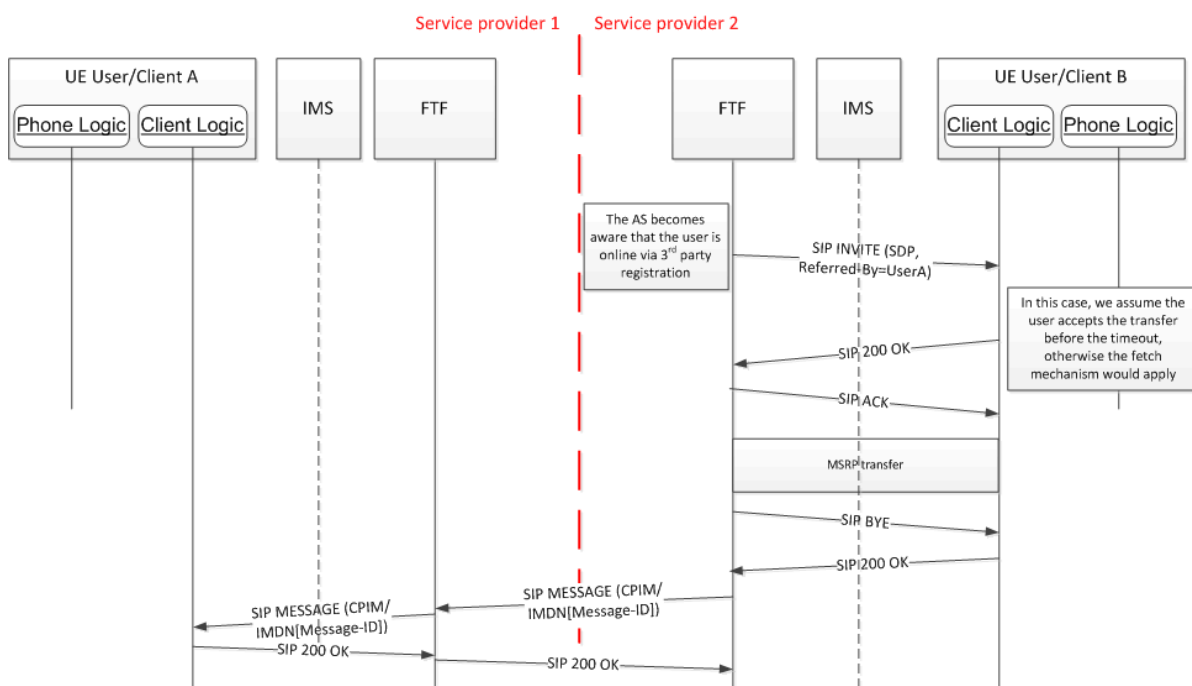 Service provider 1
Service provider 2
UE User/Client A
Phone Logic
Client Logic
IMS
FTF
FTF
IMS
UE User/Client B
Client Logic
Phone Logic
The AS becomes
aware that the user is
online via 3rd party
registration
SIP INVITE (SDP,
Referred-By=UserA)
In this case, we assume the
user accepts the transfer
before the timeout,
otherwise the fetch
mechanism would apply
SIP 200 OK
SIP ACK
MSRP transfer
SIP BYE
SIP 200 OK
SIP MESSAGE (CPIM/
IMDN[Message-ID])
SIP MESSAGE (CPIM/
IMDN[Message-ID])
SIP 200 OK
SIP 200 OK